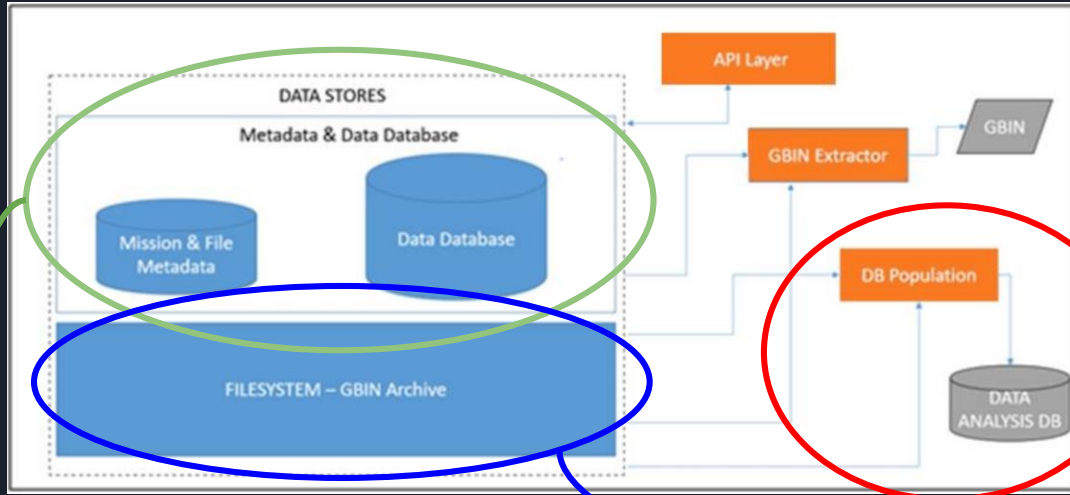 DATA STORES
Metadata & Data Database
Mission & File
Metadata
Data Database
FILESYSTEM – GBIN Archive
API Layer
GBIN Extractor
GBIN
DB Population
DATA
ANALYSIS DB